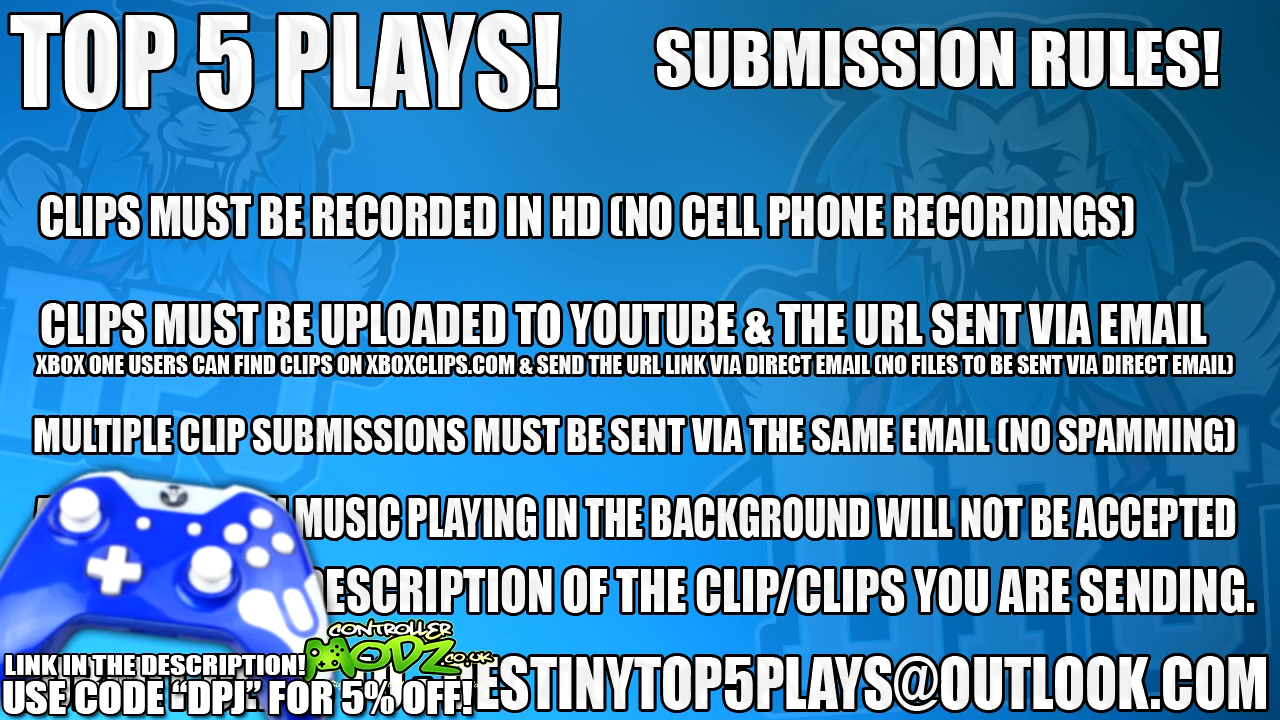 TOP 5 PLAYS!
SUBMISSION RULES!
CLIPS MUST BE RECORDED IN HD (NO CELL PHONE RECORDINGS)
CLIPS MUST BE UPLOADED TO YOUTUBE & THE URL SENT VIA EMAIL
XBOX ONE USERS CAN FIND CLIPS ON XBOXCLIPS.COM & SEND THE URL LINK VIA DIRECT EMAIL (NO FILES TO BE SENT VIA DIRECT EMAIL)
MULTIPLE CLIP SUBMISSIONS MUST BE SENT VIA THE SAME EMAIL (NO SPAMMING)
MUSIC PLAYING IN THE BACKGROUND WILL NOT BE ACCEPTED
ESCRIPTION OF THE CLIP/CLIPS YOU ARE SENDING.
CONTROLLER
MODZ.CO.UK
LINK IN THE DESCRIPTION!
USE CODE “DPJ” FOR 5% OFF!
ESTINYTOP5PLAYS@OUTLOOK.COM